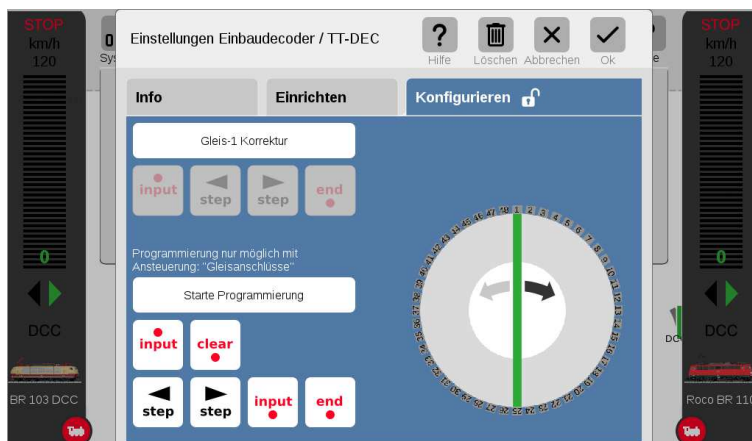 STOP
km/h
120
0
DCC
BR 103 DCC
Einstellungen Einbaudecoder / TT-DEC
Hilfe
Löschen
Abbrechen
Ok
Info
Einrichten
Konfigurieren
Gleis-1 Korrektur
input
step
step
end
Programmierung nur möglich mit
Ansteuerung: "Gleisanschlüsse"
Starte Programmierung
input
clear
step
step
input
end
STOP
km/h
120
0
DCC
Roco BR 110